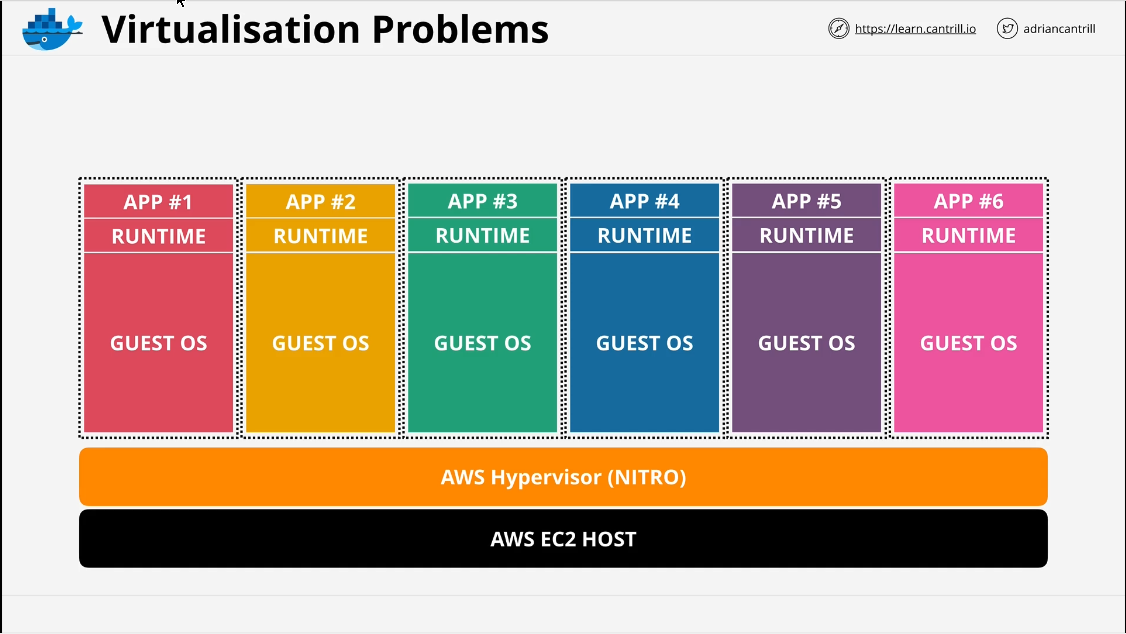 Virtualisation Problems
https://learn.cantrill.io
adriancantrill
APP #1
RUNTIME
GUEST OS
APP #2
RUNTIME
GUEST OS
APP #3
RUNTIME
GUEST OS
APP #4
RUNTIME
GUEST OS
APP #5
RUNTIME
GUEST OS
APP #6
RUNTIME
GUEST OS
AWS Hypervisor (NITRO)
AWS EC2 HOST